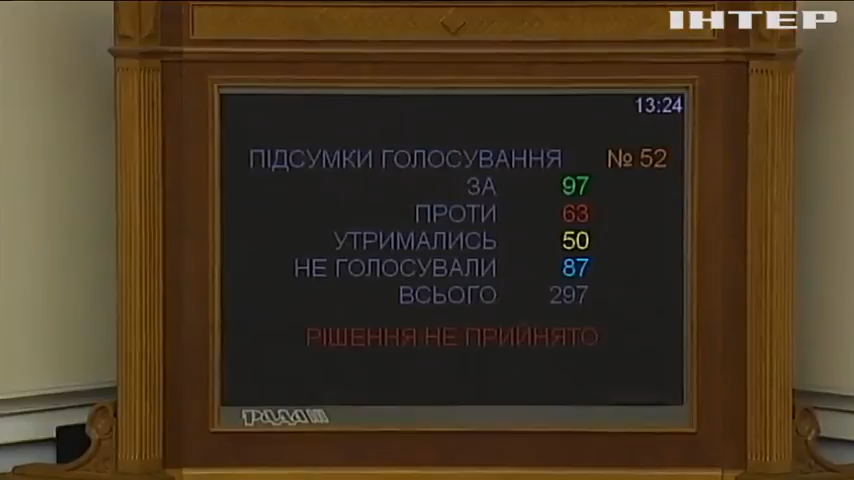 ІНТЕР
13:24
ПІДСУМКИ ГОЛОСУВАННЯ № 52
ЗА 97
ПРОТИ 63
УТРИМАЛИСЬ 50
НЕ ГОЛОСУВАЛИ 87
ВСЬОГО 297
РІШЕННЯ НЕ ПРИЙНЯТО
РАДА